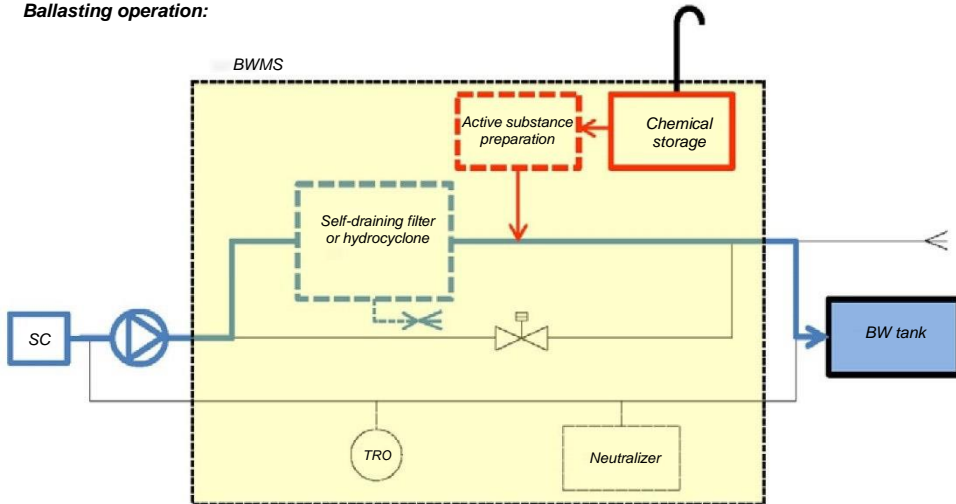 Ballasting operation:
BWMS
Active substance
preparation
Chemical
storage
Self-draining filter
or hydrocyclone
SC
BW tank
TRO
Neutralizer